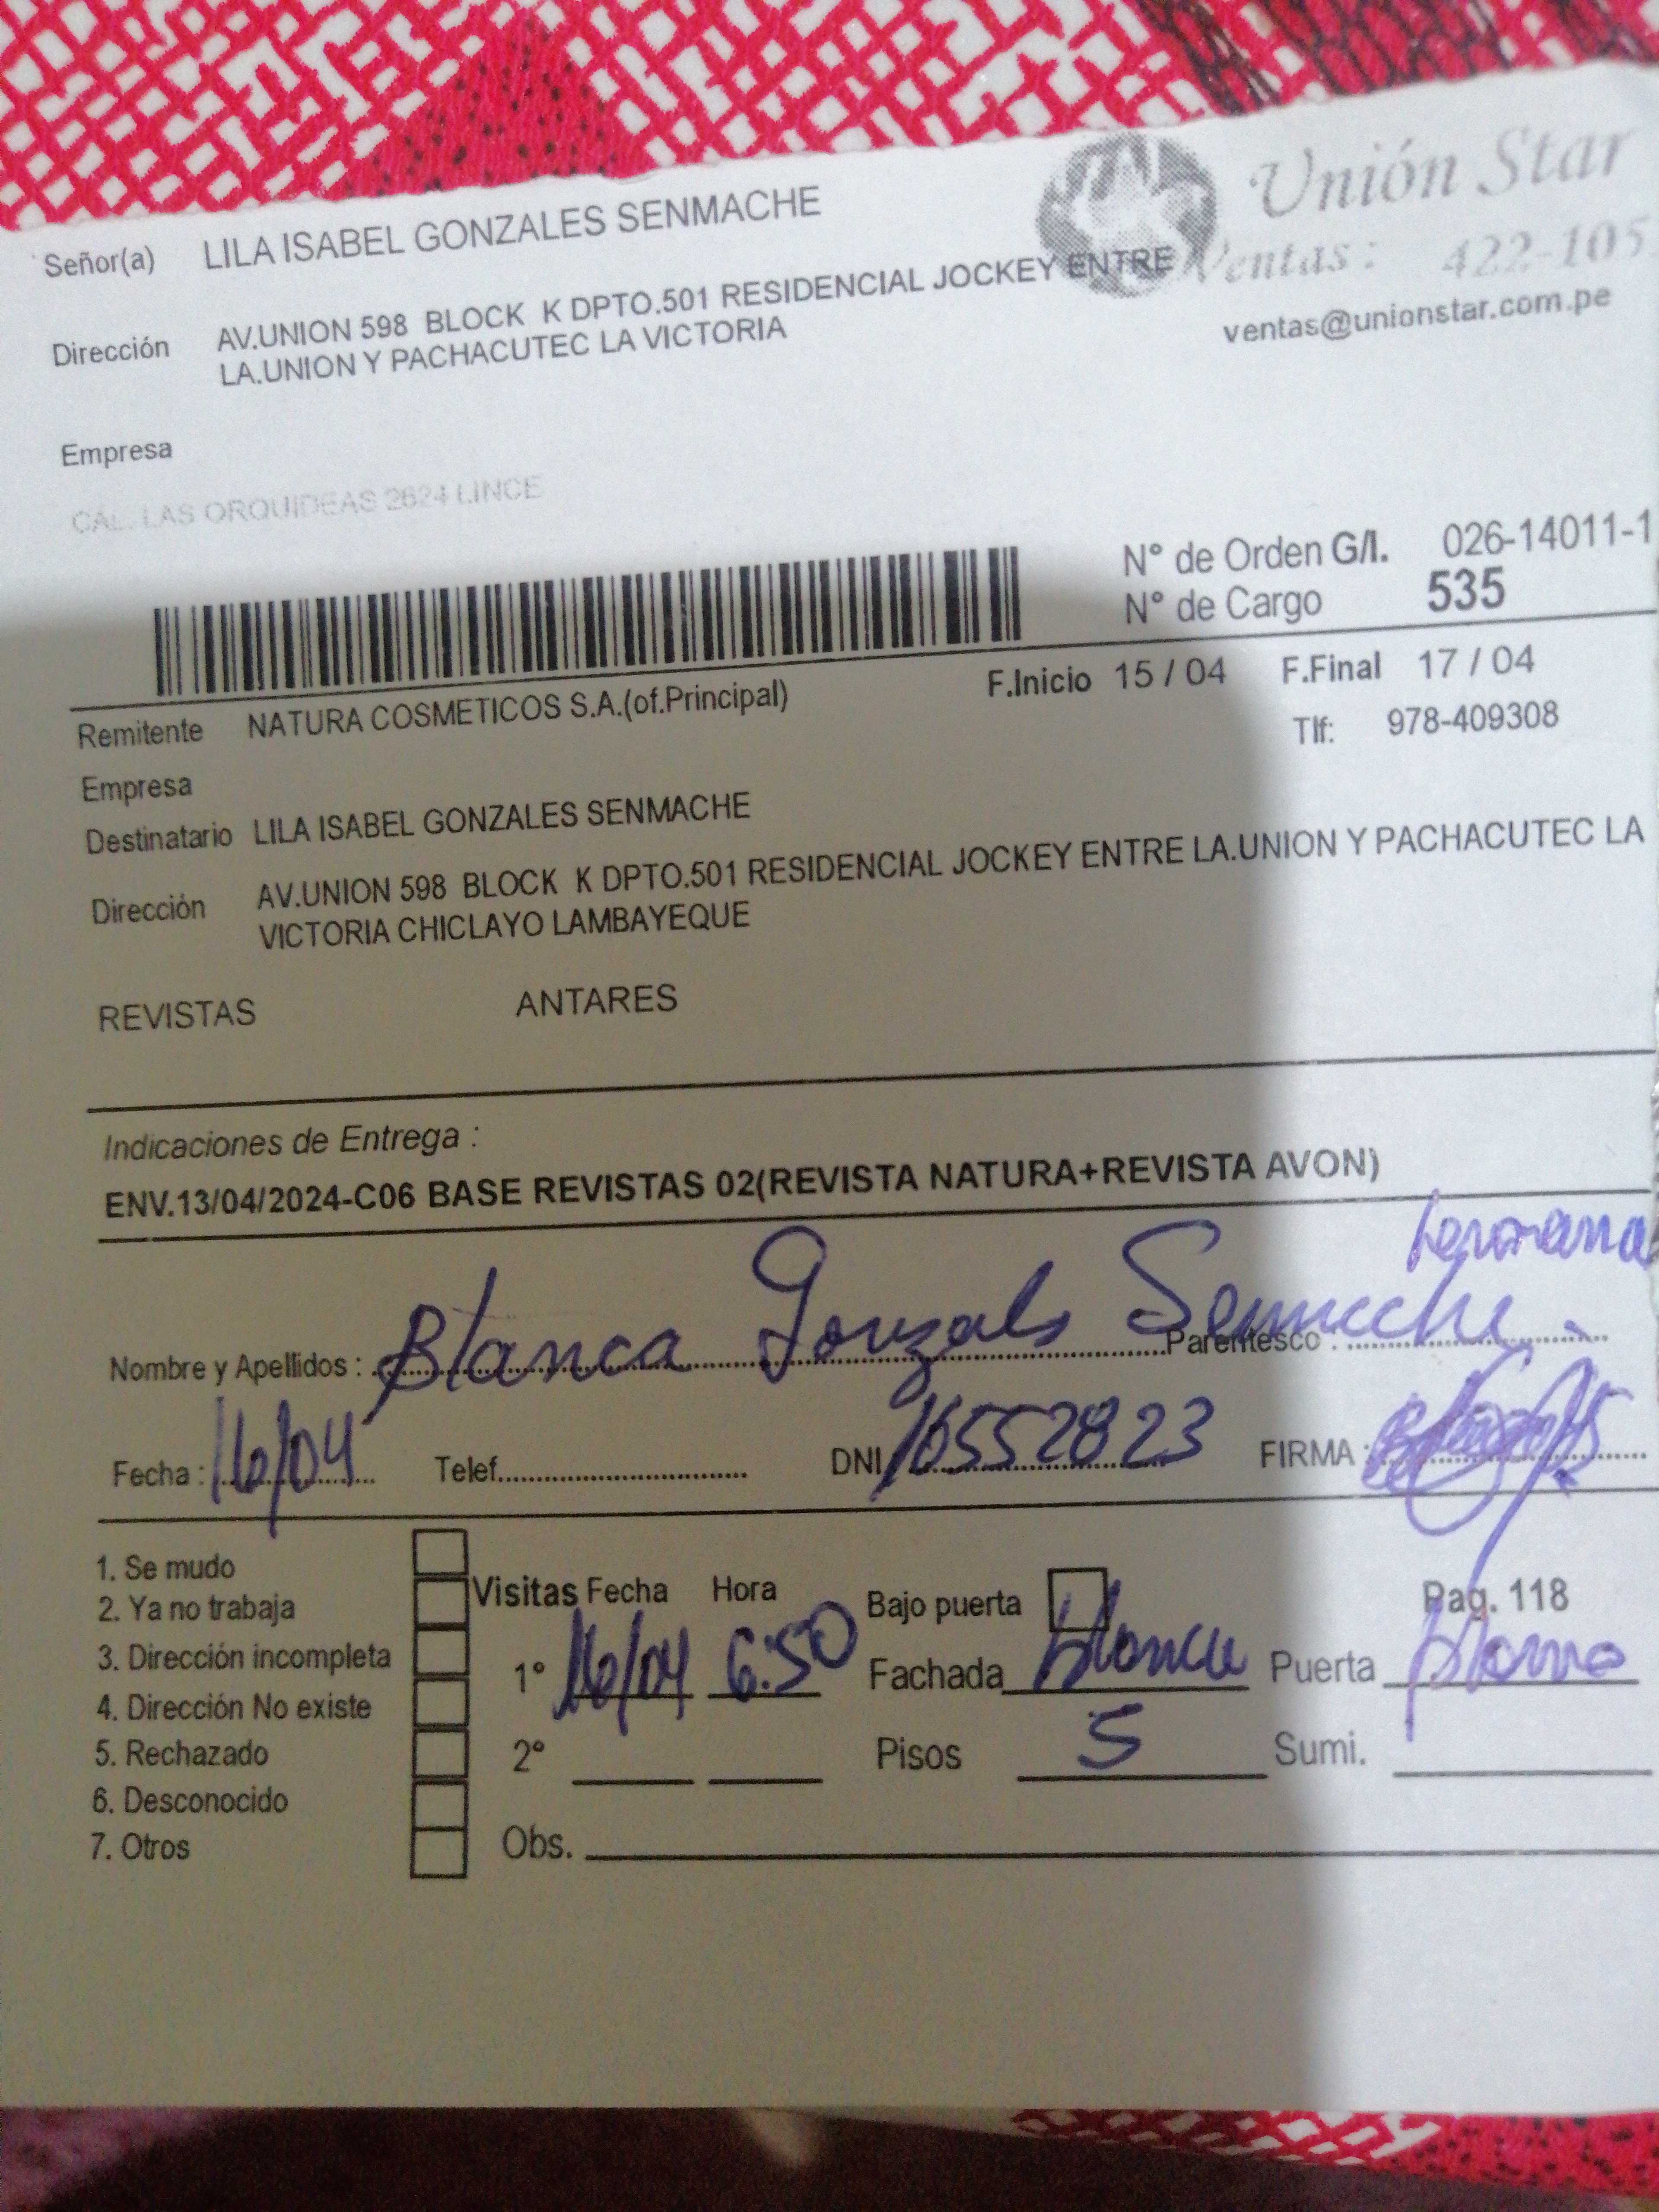 Unión Star
Señor(a) LILA ISABEL GONZALES SENMACHE
Ventas: 422-105
Dirección AV.UNION 598 BLOCK K DPTO.501 RESIDENCIAL JOCKEY ENTRE
LA.UNION Y PACHACUTEC LA VICTORIA
ventas@unionstar.com.pe
Empresa
CAL. LAS ORQUIDEAS 2624 LINCE
N° de Orden G/I. 026-14011-1
N° de Cargo 535
F.Inicio 15 / 04 F.Final 17 / 04
Remitente NATURA COSMETICOS S.A.(of.Principal)
Tlf: 978-409308
Empresa
Destinatario LILA ISABEL GONZALES SENMACHE
Dirección AV.UNION 598 BLOCK K DPTO.501 RESIDENCIAL JOCKEY ENTRE LA.UNION Y PACHACUTEC LA
VICTORIA CHICLAYO LAMBAYEQUE
REVISTAS ANTARES
Indicaciones de Entrega :
ENV.13/04/2024-C06 BASE REVISTAS 02(REVISTA NATURA+REVISTA AVON)
hermana
Nombre y Apellidos : Blanca Gonzals Parentesco :
Fecha : 16/04 Telef. DNI 16552823 FIRMA :
1. Se mudo
2. Ya no trabaja
3. Dirección incompleta
4. Dirección No existe
5. Rechazado
6. Desconocido
7. Otros
Visitas Fecha Hora Bajo puerta Pag. 118
1° 16/04 6:50 Fachada blanca Puerta
2° Pisos 5 Sumi.
Obs.